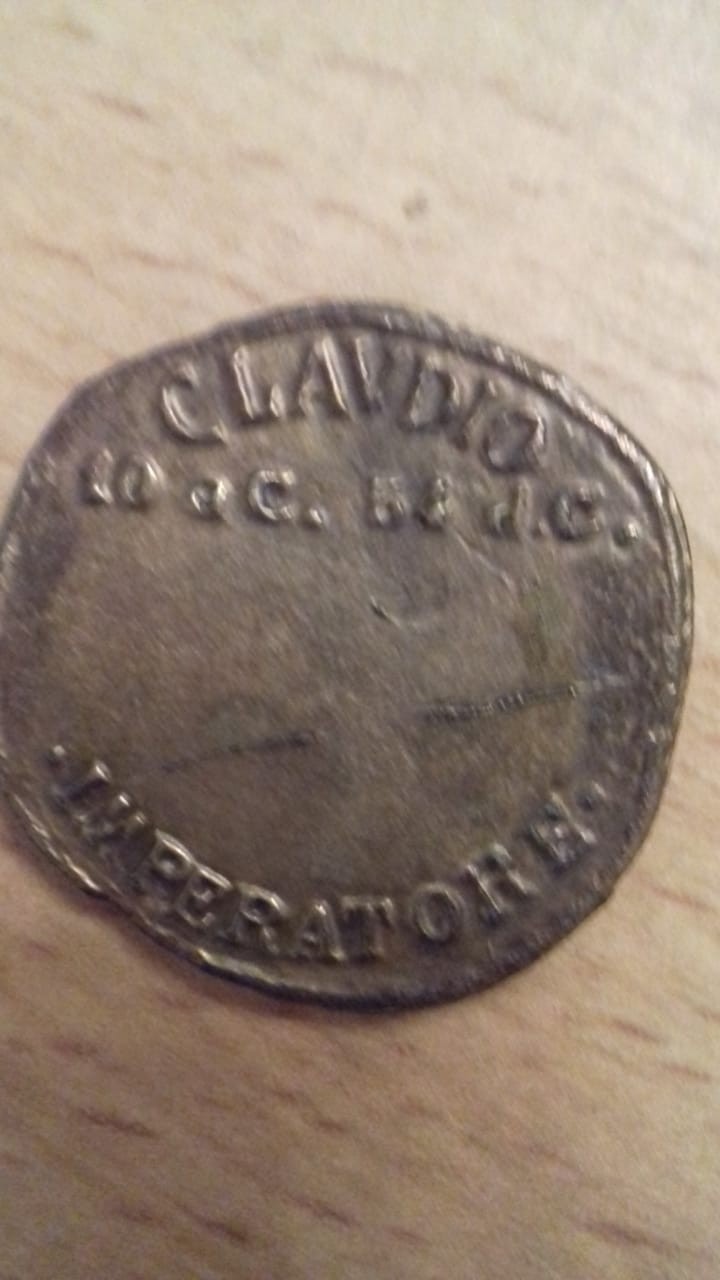 CLAVDIO
10 a C. 54 d.C.
·IMPERATORE·